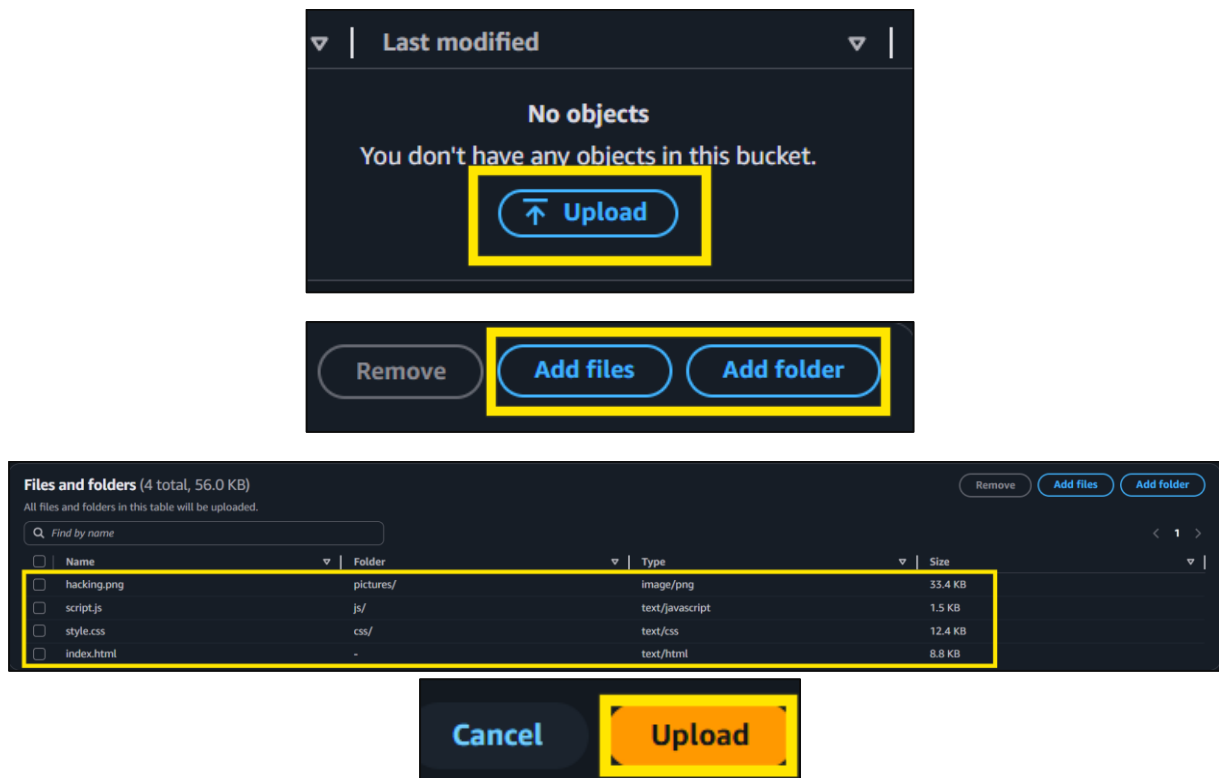 Last modified
No objects
You don't have any objects in this bucket.
Upload
Remove Add files Add folder
Files and folders (4 total, 56.0 KB) Remove Add files Add folder
All files and folders in this table will be uploaded.
Find by name 1
Name Folder Type Size
hacking.png pictures/ image/png 33.4 KB
script.js js/ text/javascript 1.5 KB
style.css css/ text/css 12.4 KB
index.html - text/html 8.8 KB
Cancel Upload